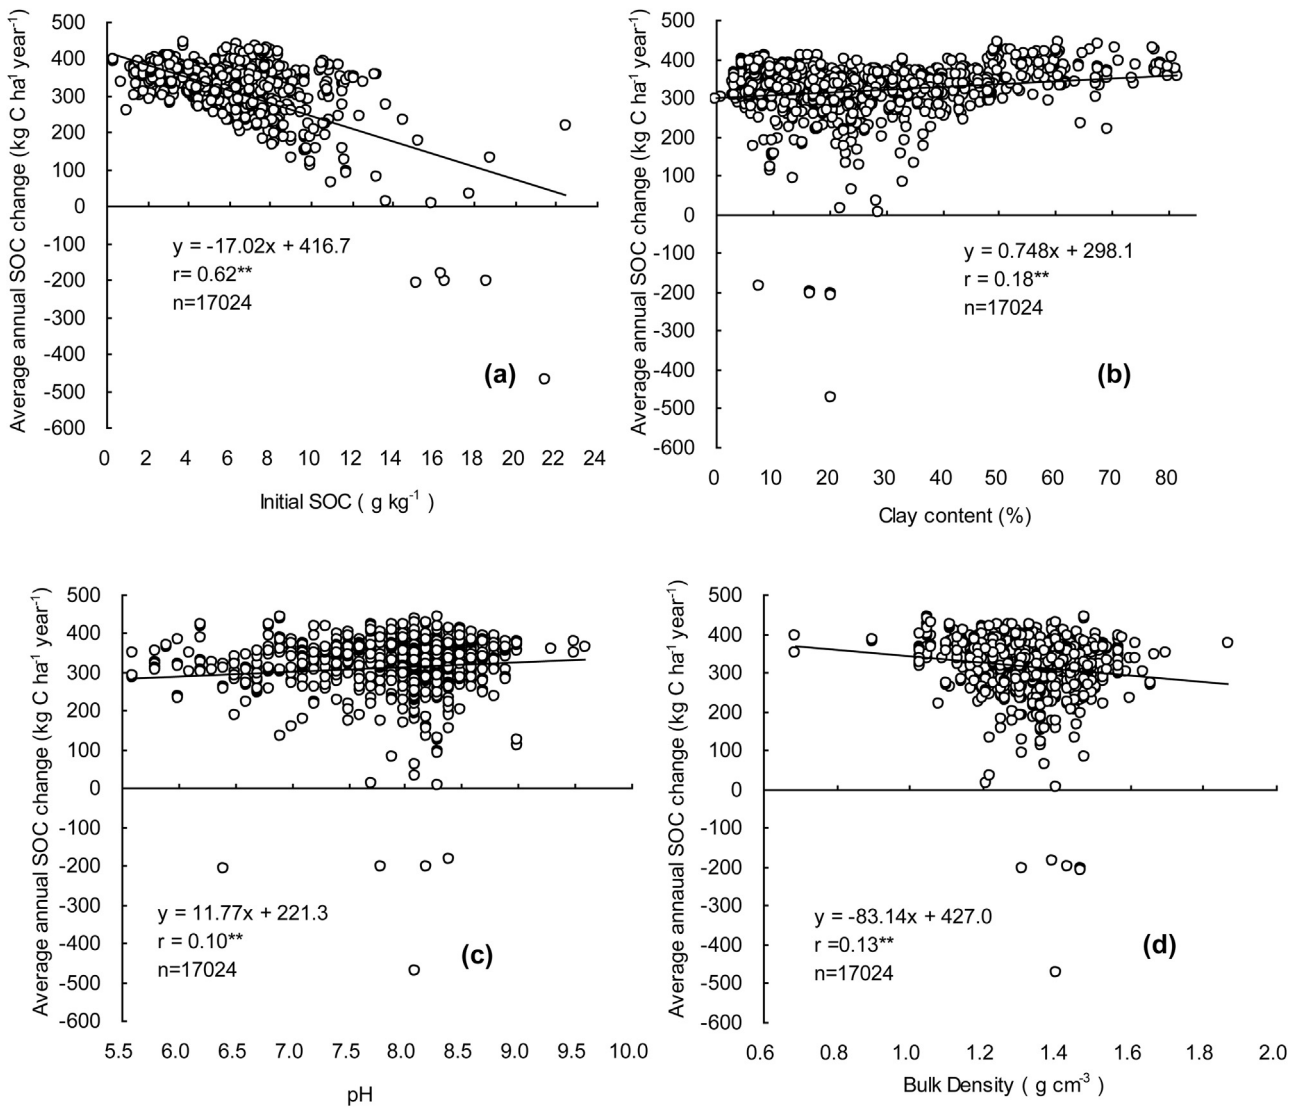 Average annual SOC change (kg C ha¹ year⁻¹)
500
400
300
200
100
0
-100
-200
-300
-400
-500
-600
y = -17.02x + 416.7
r= 0.62**
n=17024
(a)
0 2 4 6 8 10 12 14 16 18 20 22 24
Initial SOC ( g kg⁻¹ )
Average annual SOC change (kg C ha¹ year⁻¹)
500
400
300
200
100
0
-100
-200
-300
-400
-500
-600
y = 0.748x + 298.1
r = 0.18**
n=17024
(b)
0 10 20 30 40 50 60 70 80
Clay content (%)
Average annual SOC change (kg C ha¹ year⁻¹)
500
400
300
200
100
0
-100
-200
-300
-400
-500
-600
y = 11.77x + 221.3
r = 0.10**
n=17024
(c)
5.5 6.0 6.5 7.0 7.5 8.0 8.5 9.0 9.5 10.0
pH
Average annaual SOC change (kg C ha¹ year⁻¹)
500
400
300
200
100
0
-100
-200
-300
-400
-500
-600
y = -83.14x + 427.0
r =0.13**
n=17024
(d)
0.6 0.8 1.0 1.2 1.4 1.6 1.8 2.0
Bulk Density ( g cm⁻³ )